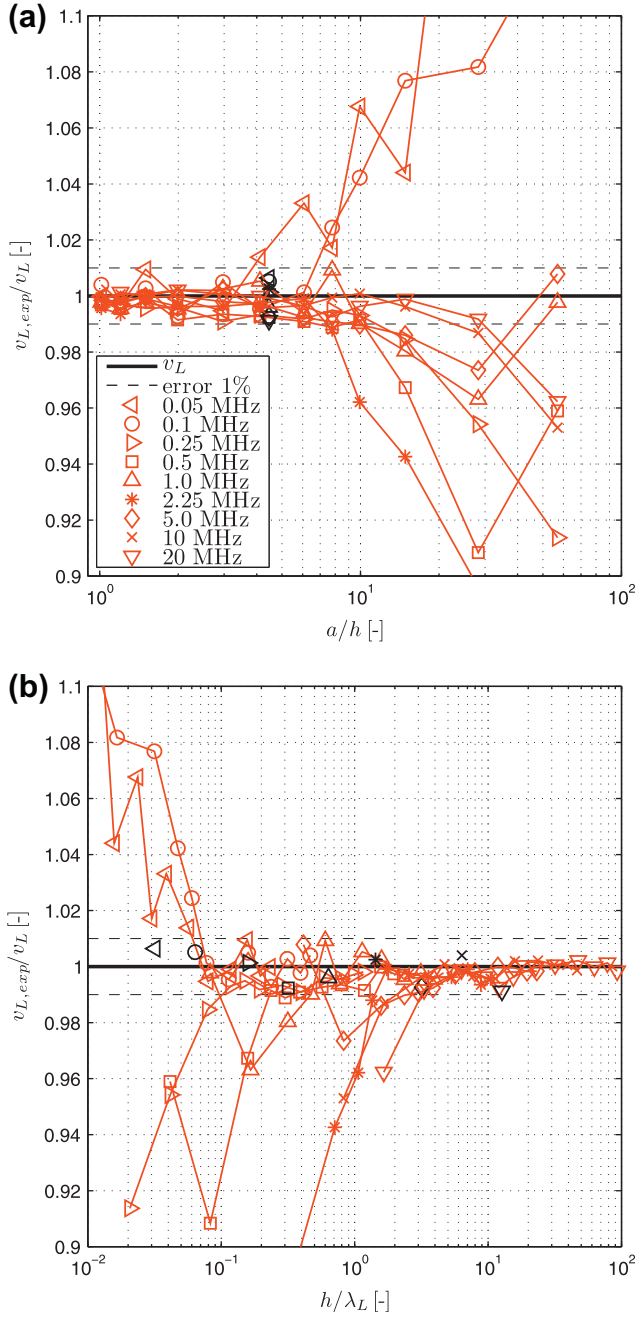 (a)
1.1
1.08
1.06
1.04
1.02
1
0.98
0.96
0.94
0.92
0.9
v_{L,exp}/v_L [-]
v_L
error 1%
0.05 MHz
0.1 MHz
0.25 MHz
0.5 MHz
1.0 MHz
2.25 MHz
5.0 MHz
10 MHz
20 MHz
10^0 10^1 10^2
a/h [-]
(b)
1.1
1.08
1.06
1.04
1.02
1
0.98
0.96
0.94
0.92
0.9
v_{L,exp}/v_L [-]
10^{-2} 10^{-1} 10^0 10^1 10^2
h/λ_L [-]